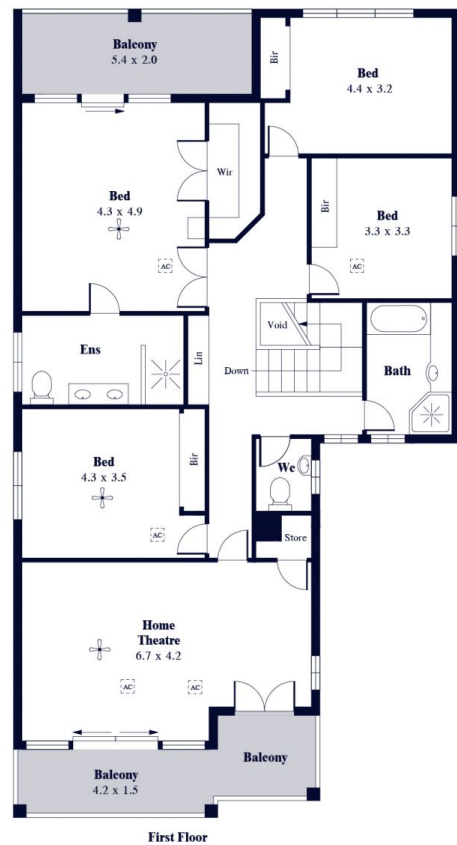 Balcony
5.4 x 2.0
Bir
Bed
4.4 x 3.2
Wir
Bed
4.3 x 4.9
AC
Bir
Bed
3.3 x 3.3
AC
Ens
Lin
Void
Down
Bath
Bed
4.3 x 3.5
Bir
AC
Wc
Store
Home
Theatre
6.7 x 4.2
AC
AC
Balcony
4.2 x 1.5
Balcony
First Floor